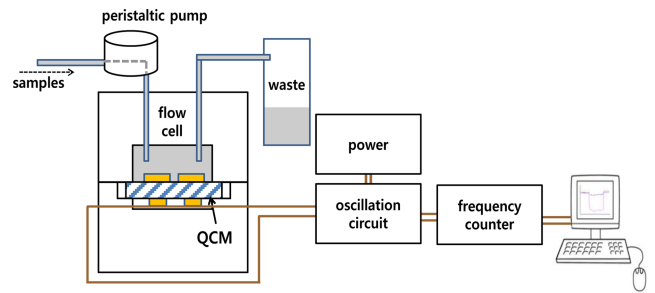 peristaltic pump
samples
flow
cell
waste
power
oscillation
circuit
frequency
counter
QCM